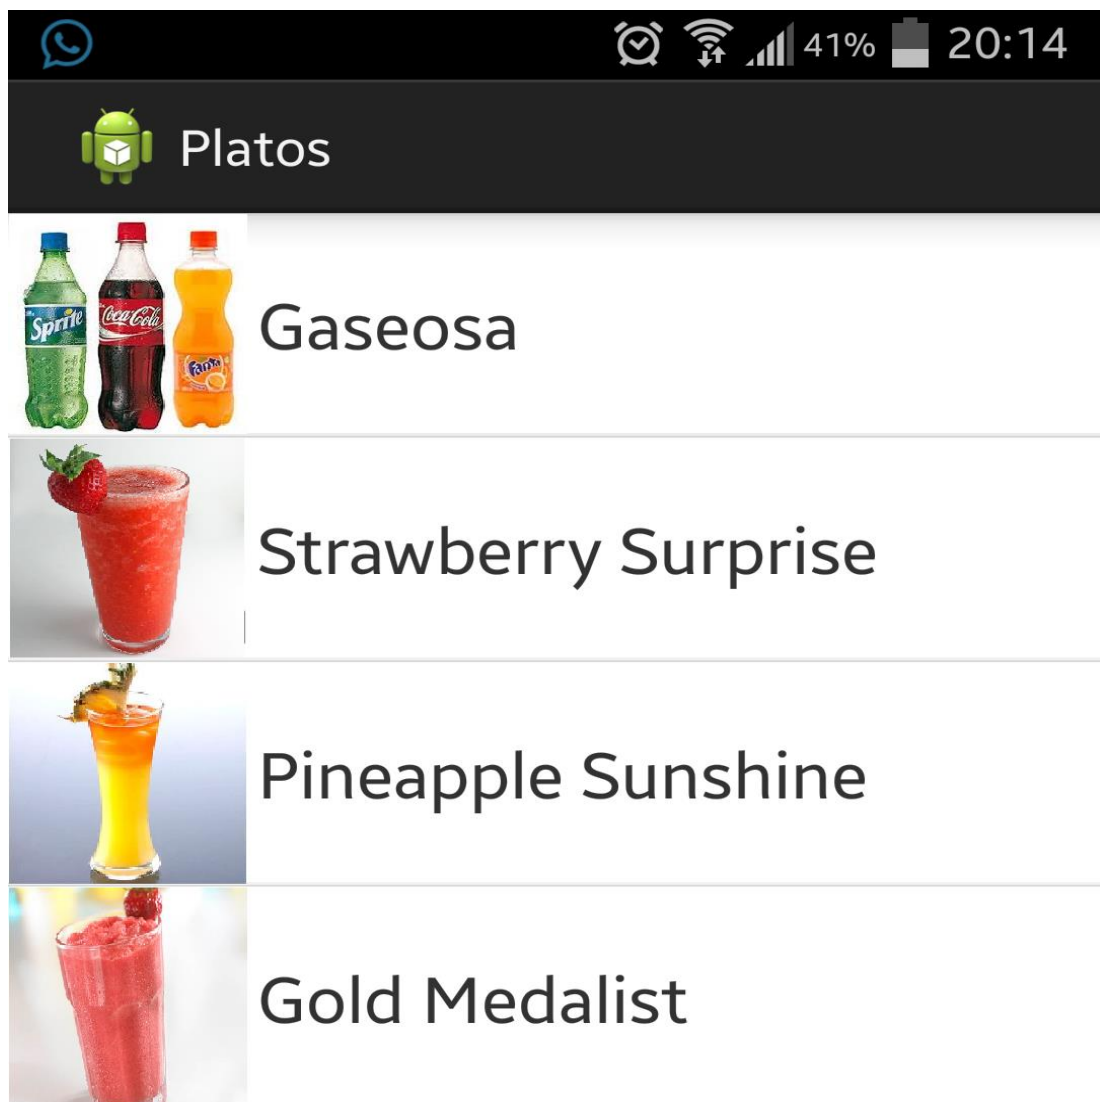 41% 20:14
Platos
Sprite Coca-Cola Fanta
Gaseosa
Strawberry Surprise
Pineapple Sunshine
Gold Medalist